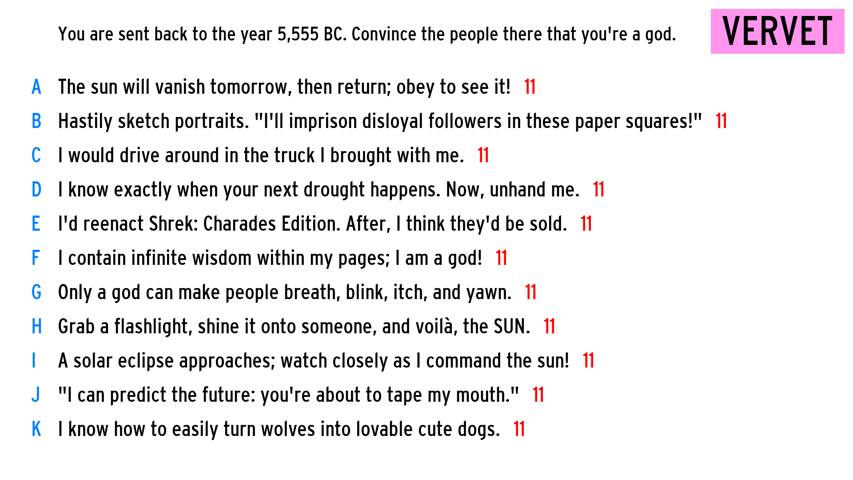 You are sent back to the year 5,555 BC. Convince the people there that you're a god.
VERVET
A The sun will vanish tomorrow, then return; obey to see it! 11
B Hastily sketch portraits. "I'll imprison disloyal followers in these paper squares!" 11
C I would drive around in the truck I brought with me. 11
D I know exactly when your next drought happens. Now, unhand me. 11
E I'd reenact Shrek: Charades Edition. After, I think they'd be sold. 11
F I contain infinite wisdom within my pages; I am a god! 11
G Only a god can make people breath, blink, itch, and yawn. 11
H Grab a flashlight, shine it onto someone, and voilà, the SUN. 11
I A solar eclipse approaches; watch closely as I command the sun! 11
J "I can predict the future: you're about to tape my mouth." 11
K I know how to easily turn wolves into lovable cute dogs. 11